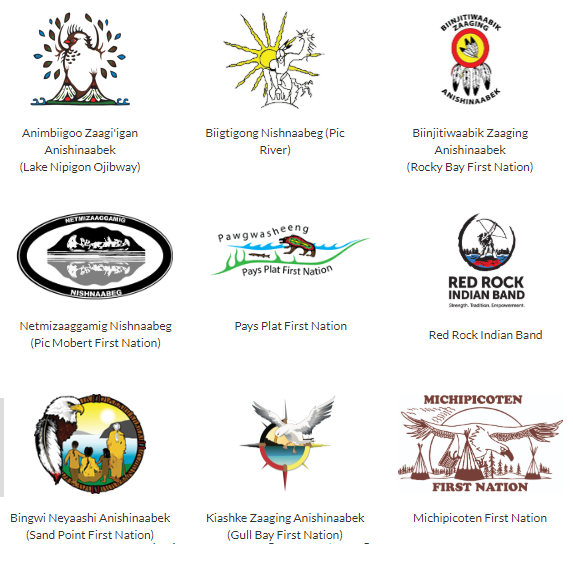 BIINJITIWAABIK
ZAAGING
ANISHINAABEK
Animbiigoo Zaagi'igan
Anishinaabek
(Lake Nipigon Ojibway)
Biigtigong Nishnaabeg (Pic
River)
Biinjitiwaabik Zaaging
Anishinaabek
(Rocky Bay First Nation)
NETMIZAAGGAMIG
NISHNAABEG
Pawgwasheeng
Pays Plat First Nation
RED ROCK
INDIAN BAND
Strength. Tradition. Empowerment.
Netmizaaggamig Nishnaabeg
(Pic Mobert First Nation)
Pays Plat First Nation
Red Rock Indian Band
MICHIPICOTEN
FIRST NATION
Bingwi Neyaashi Anishinaabek
(Sand Point First Nation)
Kiashke Zaaging Anishinaabek
(Gull Bay First Nation)
Michipicoten First Nation